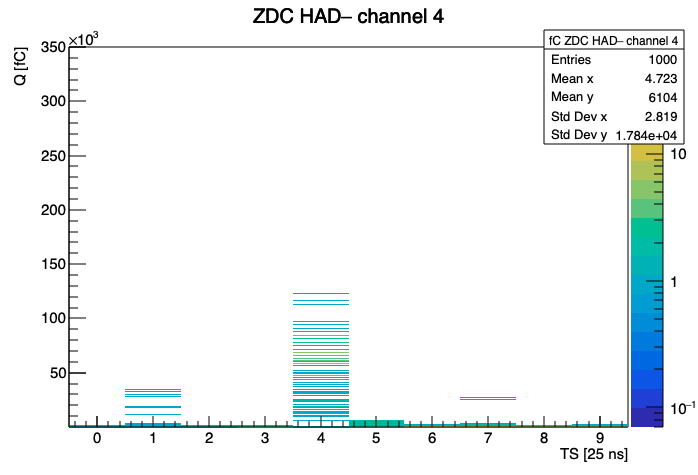 ZDC HAD– channel 4
×10³
Q [fC]
350
300
250
200
150
100
50
0 1 2 3 4 5 6 7 8 9
TS [25 ns]
fC ZDC HAD– channel 4
Entries 1000
Mean x 4.723
Mean y 6104
Std Dev x 2.819
Std Dev y 1.784e+04
10
1
10⁻¹